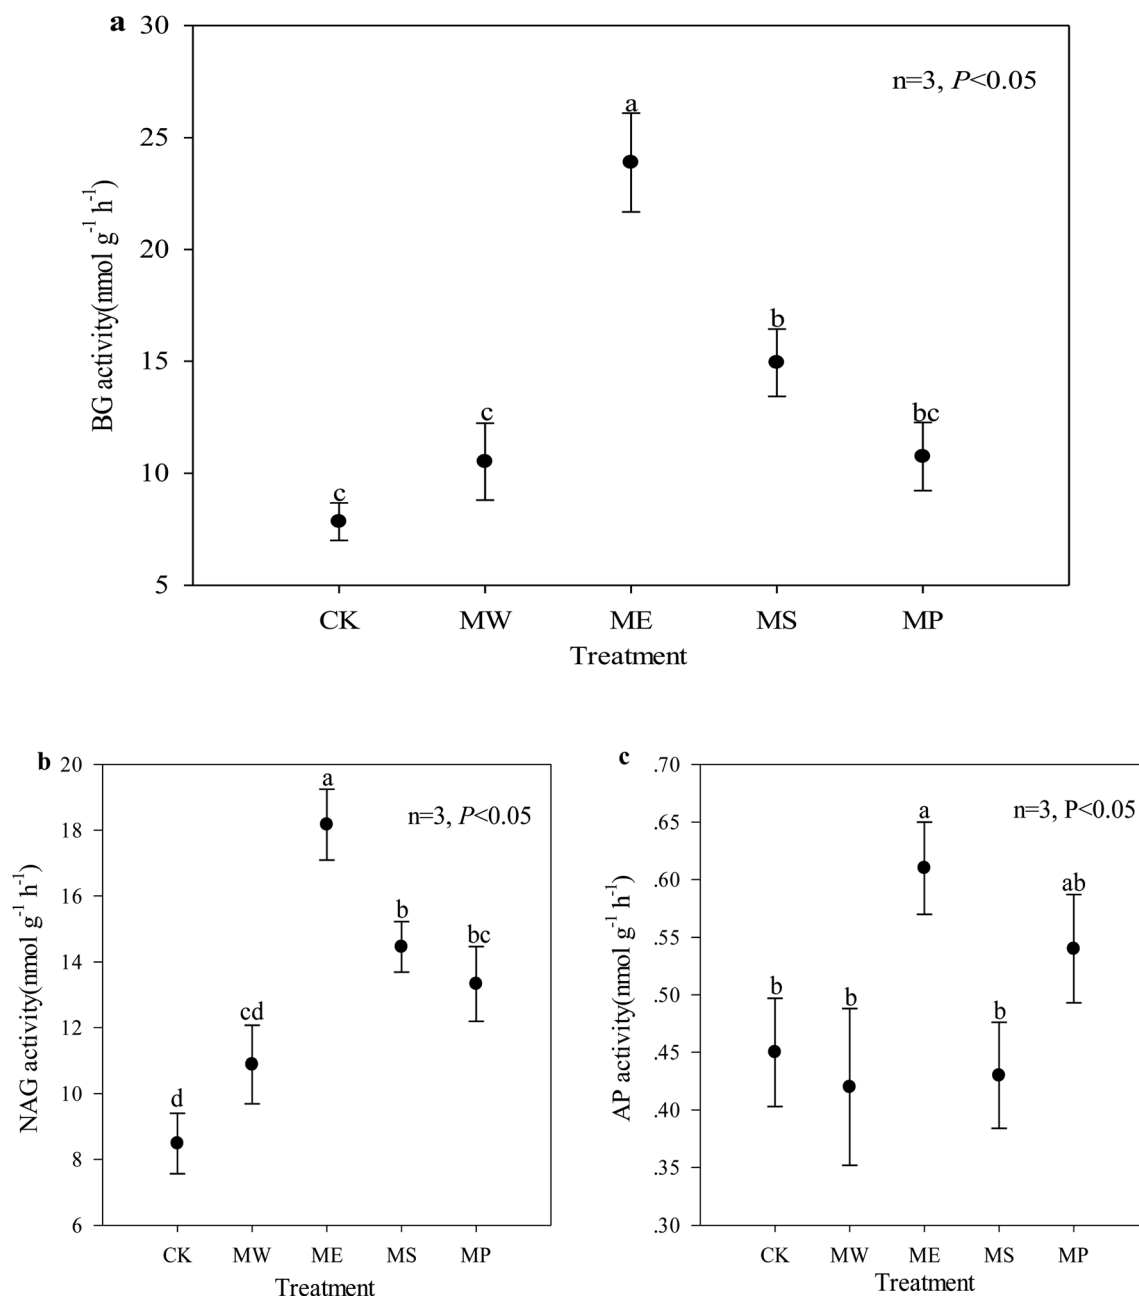 a
n=3, P<0.05
BG activity(nmol g⁻¹ h⁻¹)
30
25
20
15
10
5
a
b
bc
c
c
CK MW ME MS MP
Treatment
b
n=3, P<0.05
NAG activity(nmol g⁻¹ h⁻¹)
20
18
16
14
12
10
8
6
a
b
bc
cd
d
CK MW ME MS MP
Treatment
c
n=3, P<0.05
AP activity(nmol g⁻¹ h⁻¹)
.70
.65
.60
.55
.50
.45
.40
.35
.30
a
ab
b
b
b
CK MW ME MS MP
Treatment